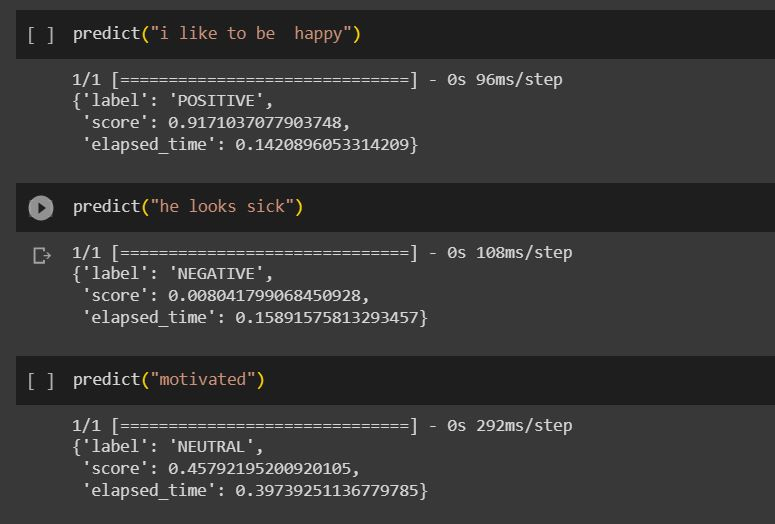 [ ] predict("i like to be  happy")
1/1 [==============================] - 0s 96ms/step
{'label': 'POSITIVE',
 'score': 0.9171037077903748,
 'elapsed_time': 0.1420896053314209}
predict("he looks sick")
1/1 [==============================] - 0s 108ms/step
{'label': 'NEGATIVE',
 'score': 0.008041799068450928,
 'elapsed_time': 0.15891575813293457}
[ ] predict("motivated")
1/1 [==============================] - 0s 292ms/step
{'label': 'NEUTRAL',
 'score': 0.45792195200920105,
 'elapsed_time': 0.39739251136779785}